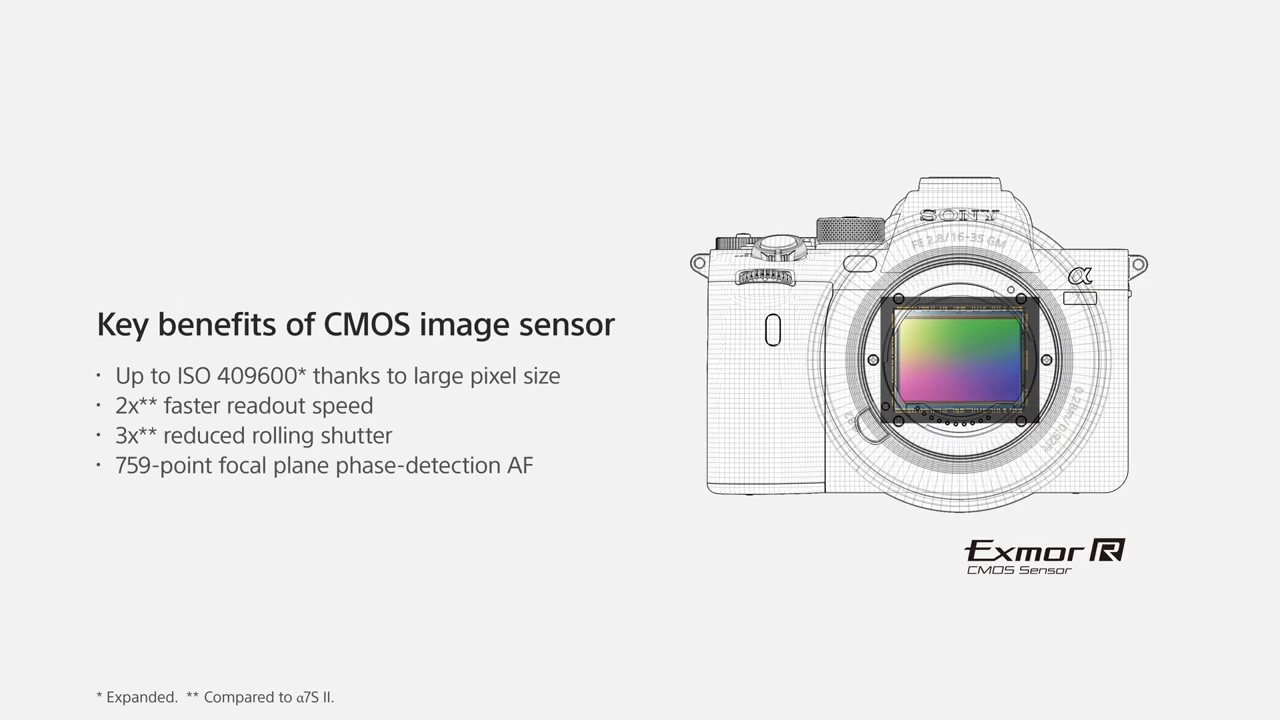 Key benefits of CMOS image sensor
· Up to ISO 409600* thanks to large pixel size
· 2x** faster readout speed
· 3x** reduced rolling shutter
· 759-point focal plane phase-detection AF
SONY
FE 2.8/16-35 GM
α
Exmor R
CMOS Sensor
* Expanded. ** Compared to α7S II.